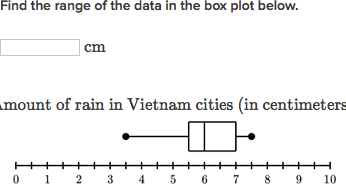 Find the range of the data in the box plot below.
cm
mount of rain in Vietnam cities (in centimeters
0 1 2 3 4 5 6 7 8 9 10